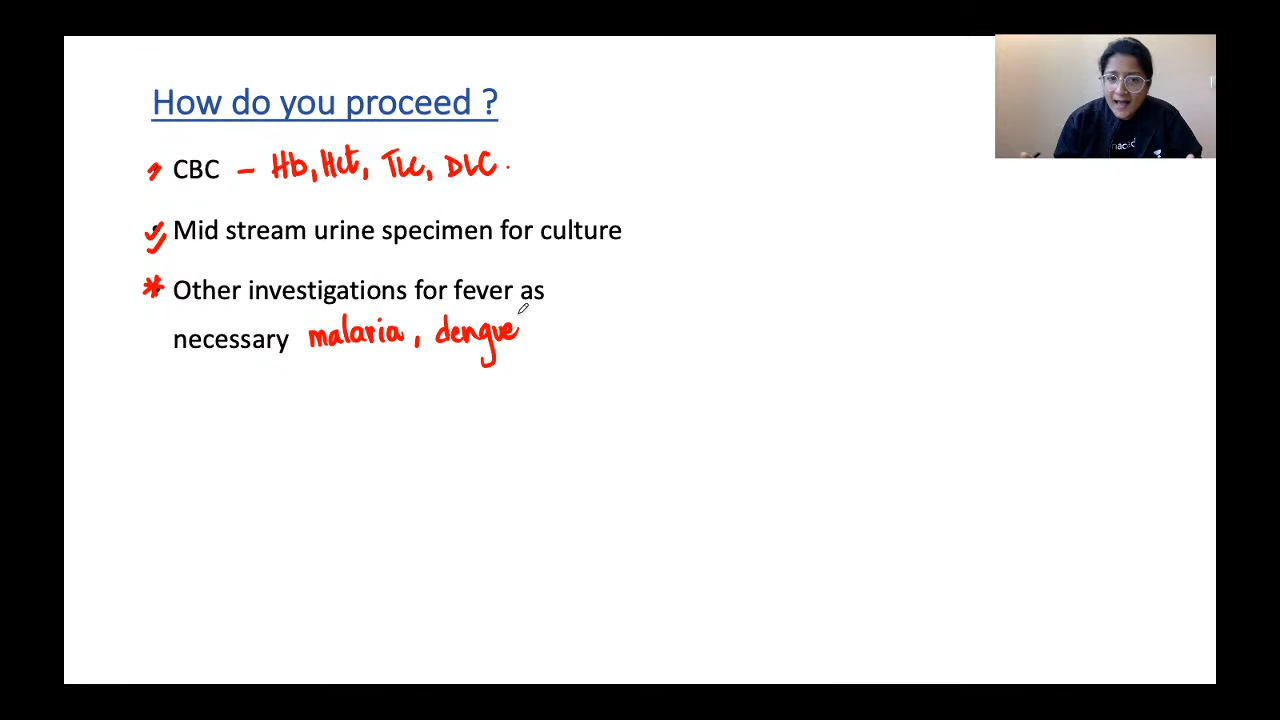 How do you proceed ?
CBC - Hb, Hct, TLC, DLC.
Mid stream urine specimen for culture
Other investigations for fever as
necessary malaria, dengue